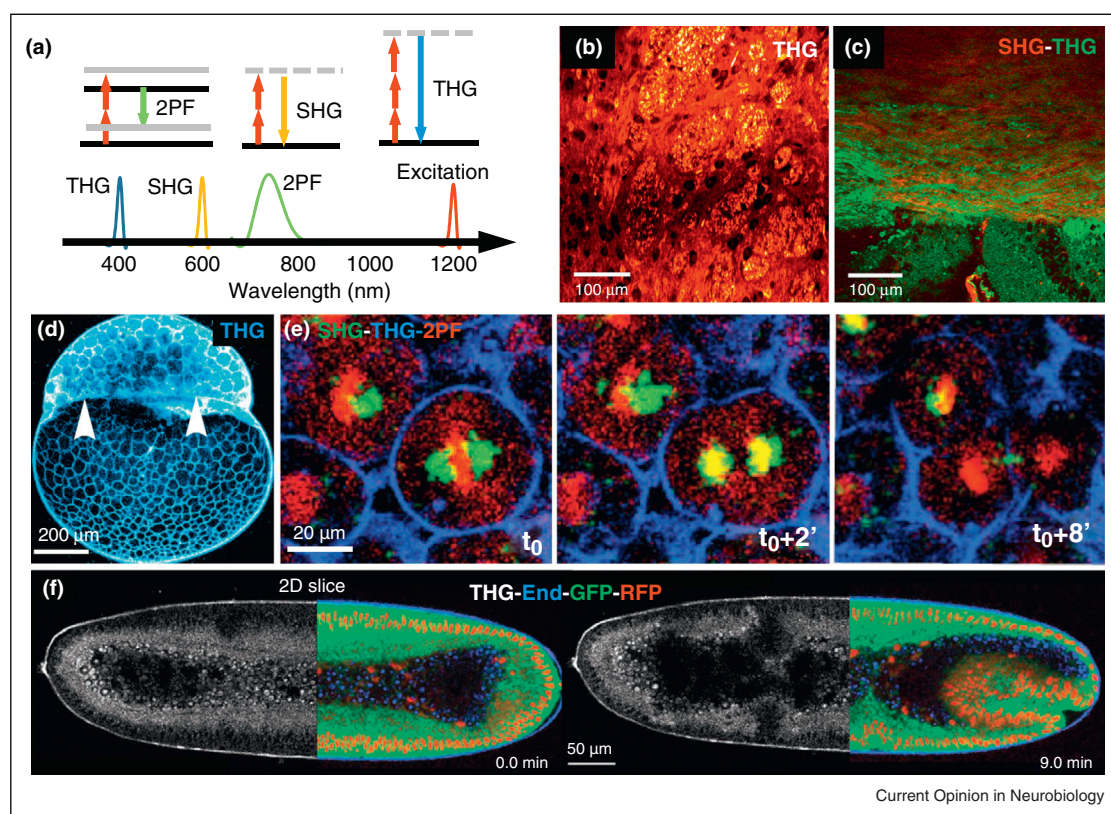 (a)
2PF
SHG
THG
THG
SHG
2PF
Excitation
400 600 800 1000 1200
Wavelength (nm)
(b) THG
100 μm
(c) SHG-THG
100 μm
(d) THG
200 μm
(e) SHG-THG-2PF
20 μm
t0
t0+2'
t0+8'
(f) 2D slice THG-End-GFP-RFP
0.0 min
50 μm
9.0 min
Current Opinion in Neurobiology